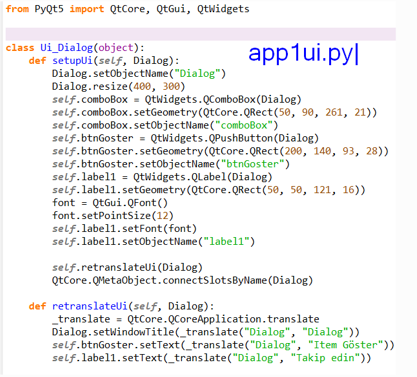 from PyQt5 import QtCore, QtGui, QtWidgets
class Ui_Dialog(object):
app1ui.py|
    def setupUi(self, Dialog):
        Dialog.setObjectName("Dialog")
        Dialog.resize(400, 300)
        self.comboBox = QtWidgets.QComboBox(Dialog)
        self.comboBox.setGeometry(QtCore.QRect(50, 90, 261, 21))
        self.comboBox.setObjectName("comboBox")
        self.btnGoster = QtWidgets.QPushButton(Dialog)
        self.btnGoster.setGeometry(QtCore.QRect(200, 140, 93, 28))
        self.btnGoster.setObjectName("btnGoster")
        self.label1 = QtWidgets.QLabel(Dialog)
        self.label1.setGeometry(QtCore.QRect(50, 50, 121, 16))
        font = QtGui.QFont()
        font.setPointSize(12)
        self.label1.setFont(font)
        self.label1.setObjectName("label1")
        self.retranslateUi(Dialog)
        QtCore.QMetaObject.connectSlotsByName(Dialog)
    def retranslateUi(self, Dialog):
        _translate = QtCore.QCoreApplication.translate
        Dialog.setWindowTitle(_translate("Dialog", "Dialog"))
        self.btnGoster.setText(_translate("Dialog", "Item Göster"))
        self.label1.setText(_translate("Dialog", "Takip edin"))